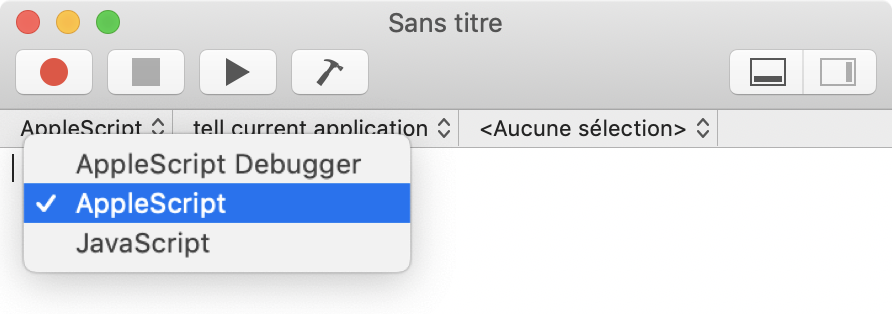 Sans titre
AppleScript tell current application <Aucune sélection>
AppleScript Debugger
AppleScript
JavaScript